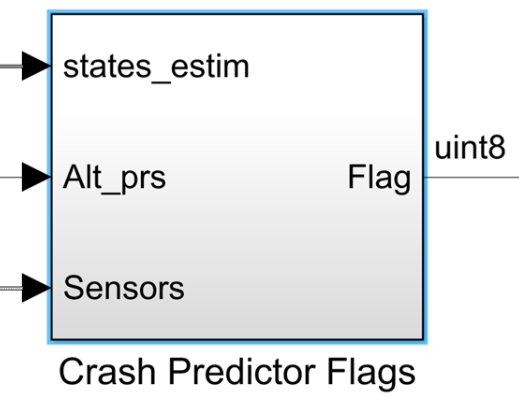 states_estim
uint8
Alt_prs
Flag
Sensors
Crash Predictor Flags